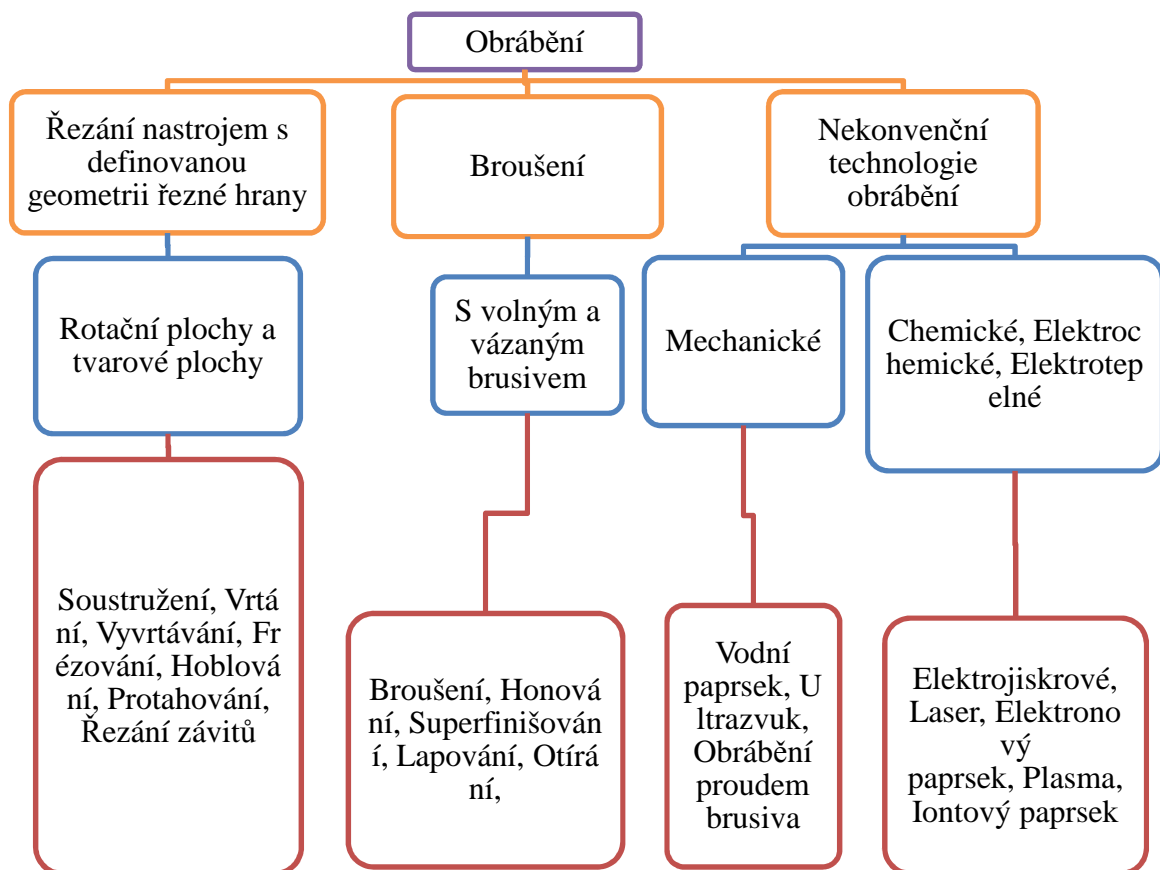 Obrábění
Řezání nastrojem s
definovanou
geometrii řezné hrany
Broušení
Nekonvenční
technologie
obrábění
Rotační plochy a
tvarové plochy
S volným a
vázaným
brusivem
Mechanické
Chemické, Elektroc
hemické, Elektrotep
elné
Soustružení, Vrtá
ní, Vyvrtávání, Fr
ézování, Hoblová
ní, Protahování,
Řezání závitů
Broušení, Honová
ní, Superfinišován
í, Lapování, Otírá
ní,
Vodní
paprsek, U
ltrazvuk,
Obrábění
proudem
brusiva
Elektrojiskrové,
Laser, Elektrono
vý
paprsek, Plasma,
Iontový paprsek